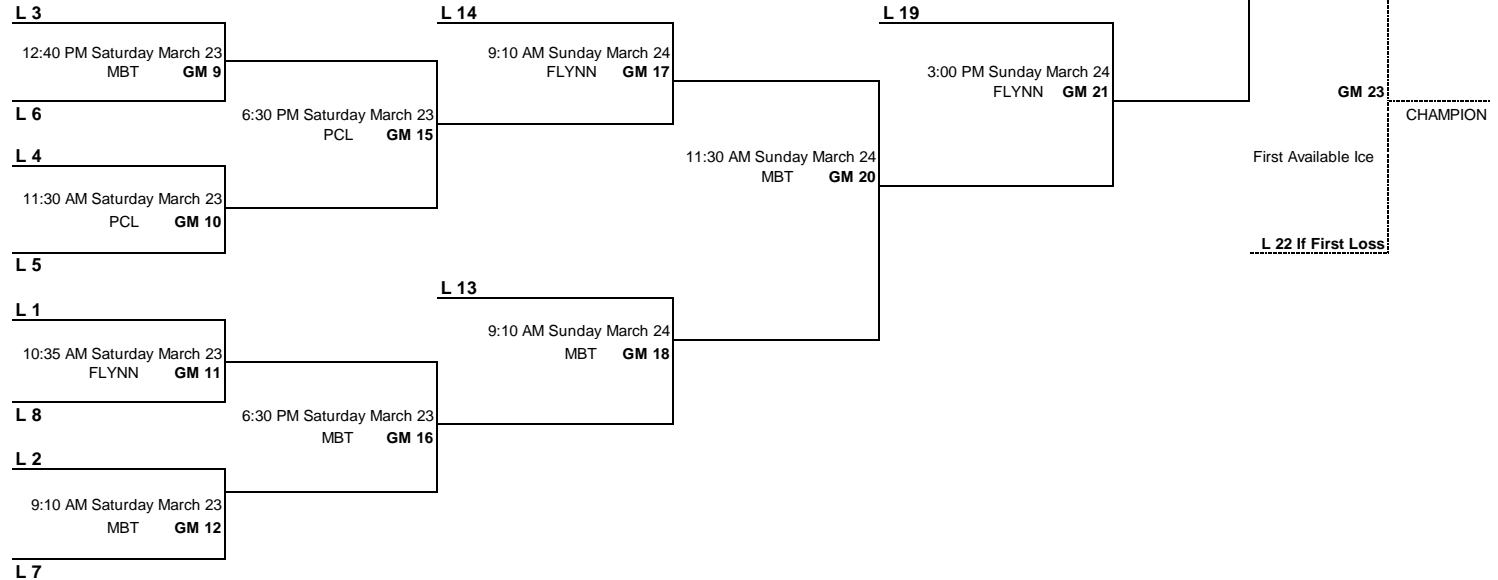 L 3
12:40 PM Saturday March 23
MBT GM 9
L 6
L 4
11:30 AM Saturday March 23
PCL GM 10
L 5
L 1
10:35 AM Saturday March 23
FLYNN GM 11
L 8
L 2
9:10 AM Saturday March 23
MBT GM 12
L 7
6:30 PM Saturday March 23
PCL GM 15
6:30 PM Saturday March 23
MBT GM 16
L 14
9:10 AM Sunday March 24
FLYNN GM 17
L 13
9:10 AM Sunday March 24
MBT GM 18
11:30 AM Sunday March 24
MBT GM 20
L 19
3:00 PM Sunday March 24
FLYNN GM 21
GM 23
First Available Ice
L 22 If First Loss
CHAMPION